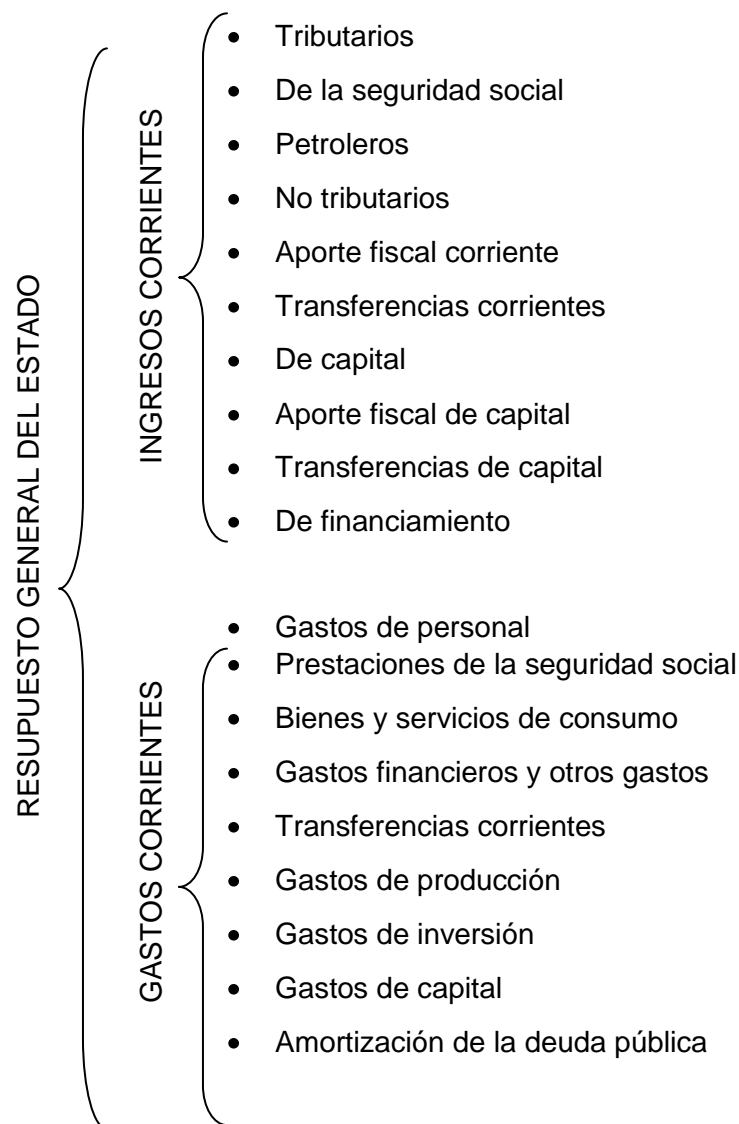 RESUPUESTO GENERAL DEL ESTADO
INGRESOS CORRIENTES
• Tributarios
• De la seguridad social
• Petroleros
• No tributarios
• Aporte fiscal corriente
• Transferencias corrientes
• De capital
• Aporte fiscal de capital
• Transferencias de capital
• De financiamiento
GASTOS CORRIENTES
• Gastos de personal
• Prestaciones de la seguridad social
• Bienes y servicios de consumo
• Gastos financieros y otros gastos
• Transferencias corrientes
• Gastos de producción
• Gastos de inversión
• Gastos de capital
• Amortización de la deuda pública